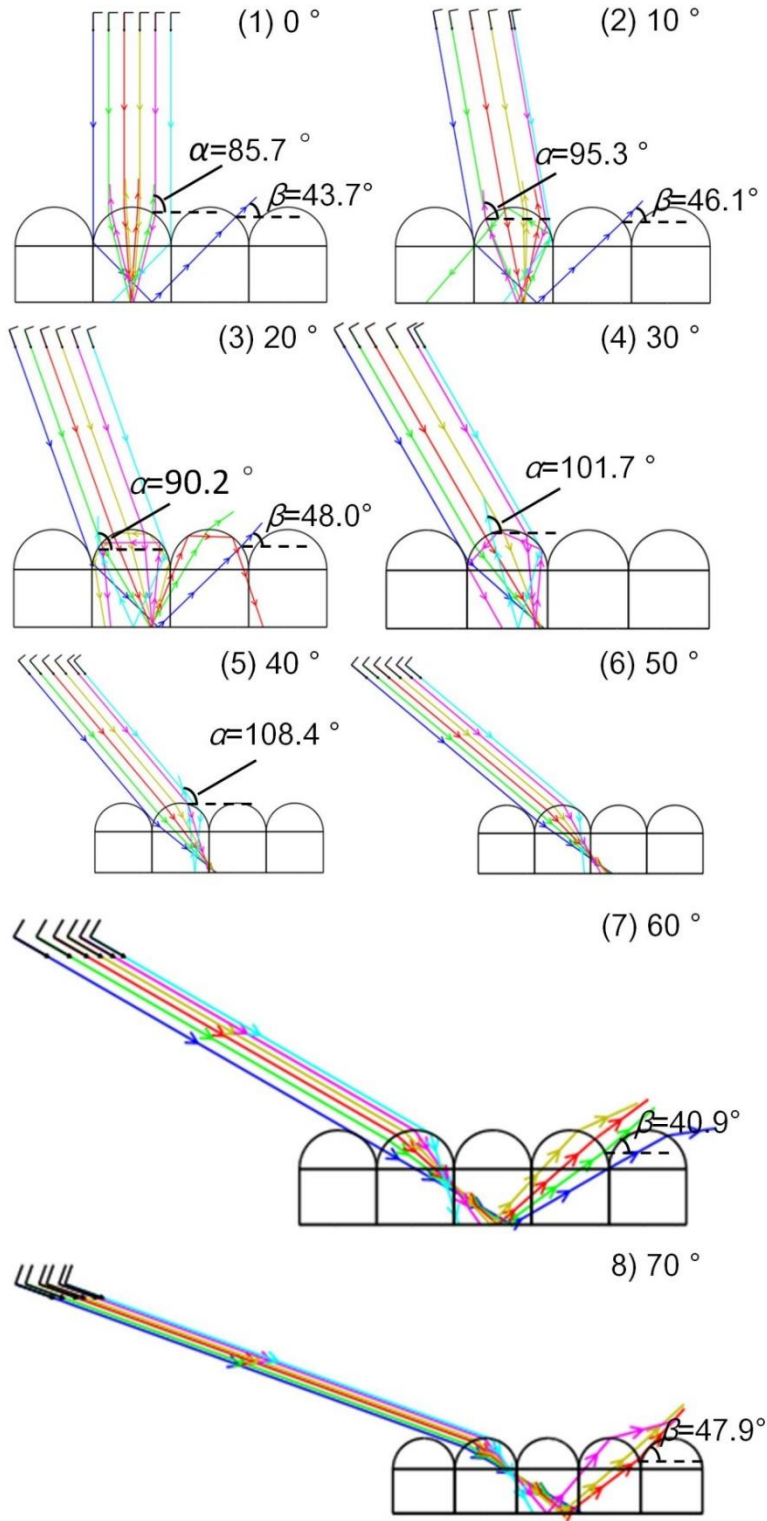 (1) 0 °
(2) 10 °
α=85.7 °
β=43.7°
α=95.3 °
β=46.1°
(3) 20 °
(4) 30 °
α=90.2 °
β=48.0°
α=101.7 °
(5) 40 °
(6) 50 °
α=108.4 °
(7) 60 °
β=40.9°
8) 70 °
β=47.9°